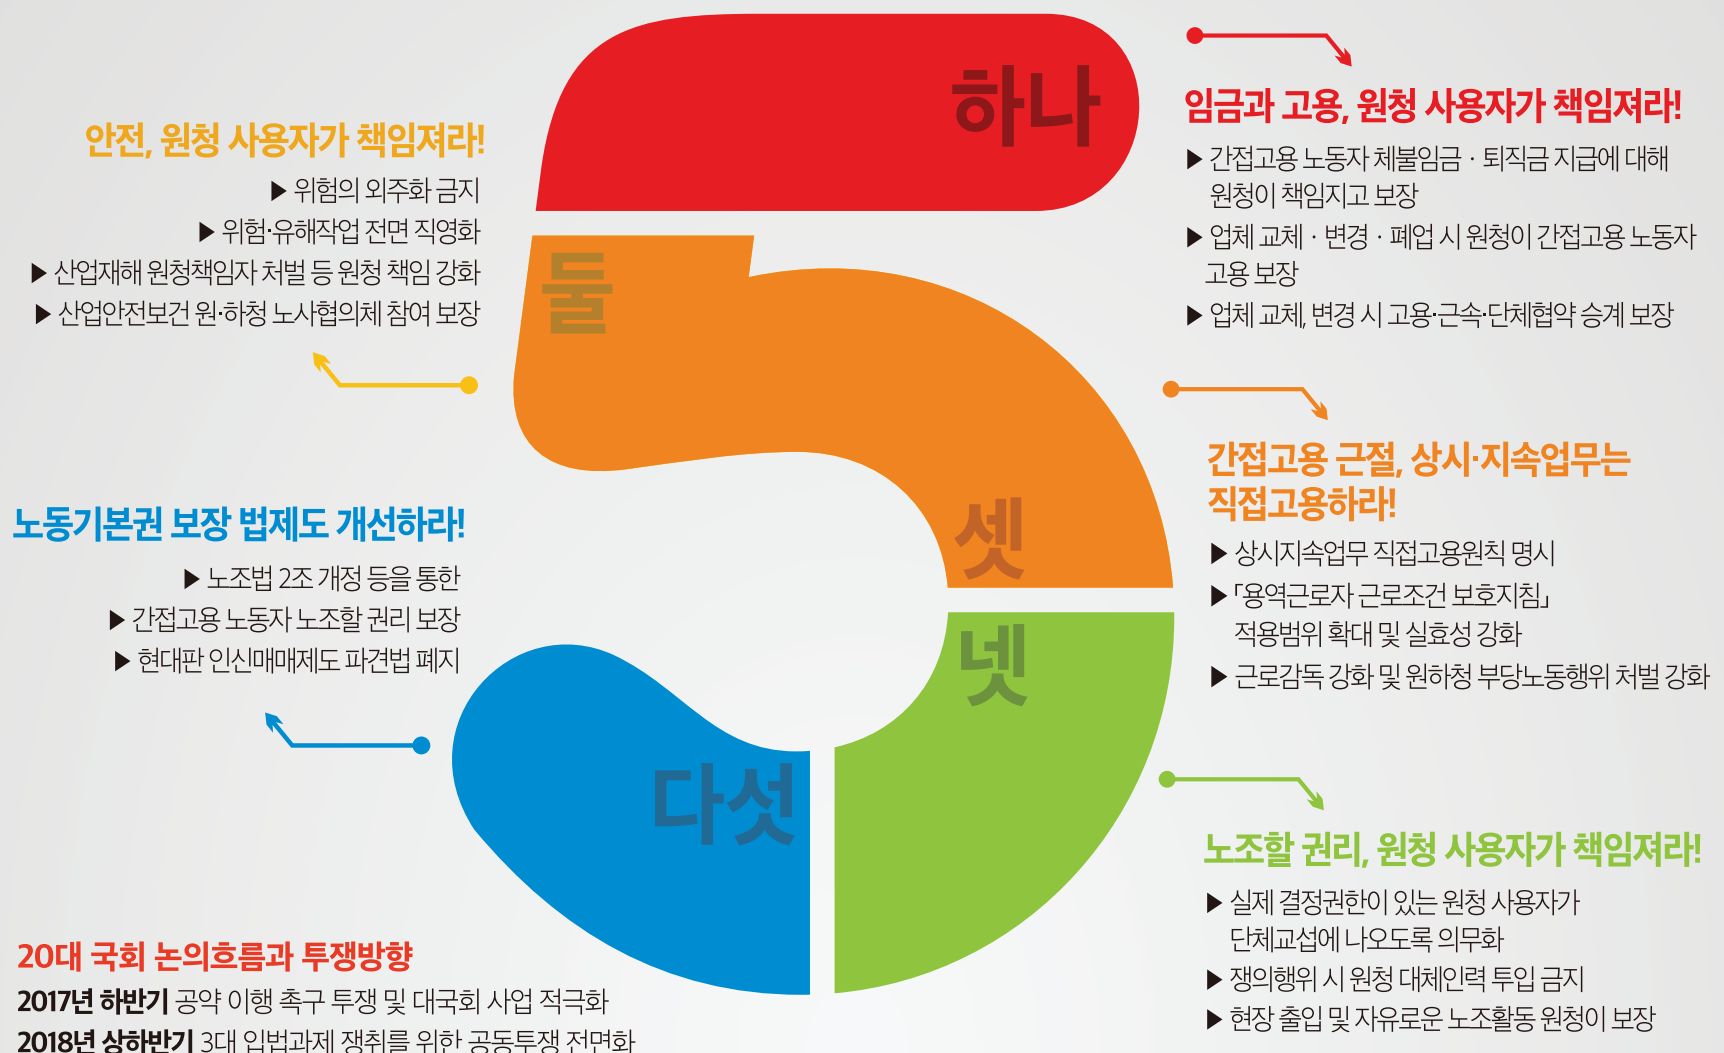 하나
임금과 고용, 원청 사용자가 책임져라!
▶ 간접고용 노동자 체불임금 · 퇴직금 지급에 대해
원청이 책임지고 보장
▶ 업체 교체 · 변경 · 폐업 시 원청이 간접고용 노동자
고용 보장
▶ 업체 교체, 변경 시 고용·근속·단체협약 승계 보장
둘
안전, 원청 사용자가 책임져라!
▶ 위험의 외주화 금지
▶ 위험·유해작업 전면 직영화
▶ 산업재해 원청책임자 처벌 등 원청 책임 강화
▶ 산업안전보건 원·하청 노사협의체 참여 보장
셋
간접고용 근절, 상시·지속업무는
직접고용하라!
▶ 상시지속업무 직접고용원칙 명시
▶ 「용역근로자 근로조건 보호지침」
적용범위 확대 및 실효성 강화
▶ 근로감독 강화 및 원하청 부당노동행위 처벌 강화
넷
노조할 권리, 원청 사용자가 책임져라!
▶ 실제 결정권한이 있는 원청 사용자가
단체교섭에 나오도록 의무화
▶ 쟁의행위 시 원청 대체인력 투입 금지
▶ 현장 출입 및 자유로운 노조활동 원청이 보장
다섯
노동기본권 보장 법제도 개선하라!
▶ 노조법 2조 개정 등을 통한
▶ 간접고용 노동자 노조할 권리 보장
▶ 현대판 인신매매제도 파견법 폐지
20대 국회 논의흐름과 투쟁방향
2017년 하반기 공약 이행 촉구 투쟁 및 대국회 사업 적극화
2018년 상하반기 3대 입법과제 쟁취를 위한 공동투쟁 전면화